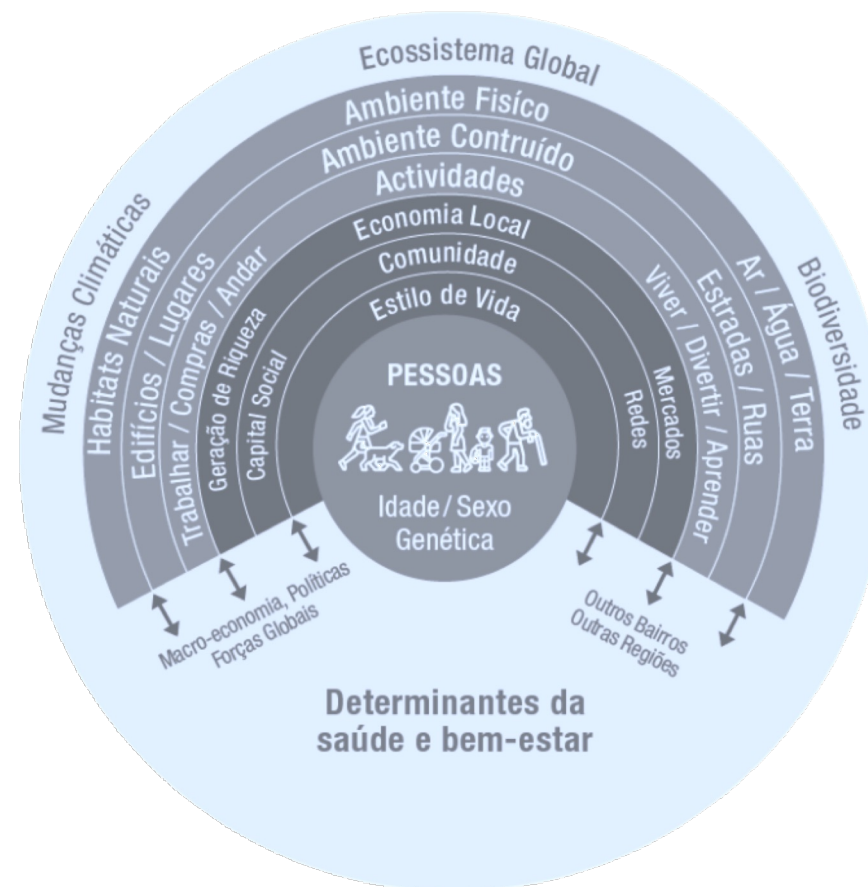 Ecossistema Global
Mudanças Climáticas
Biodiversidade
Ambiente Fisíco
Habitats Naturais
Ar / Água / Terra
Ambiente Contruído
Edifícios / Lugares
Estradas / Ruas
Actividades
Trabalhar / Compras / Andar
Viver / Divertir / Aprender
Economia Local
Geração de Riqueza
Mercados
Comunidade
Capital Social
Redes
Estilo de Vida
PESSOAS
Idade / Sexo
Genética
Macro-economia, Políticas
Forças Globais
Outros Bairros
Outras Regiões
Determinantes da
saúde e bem-estar